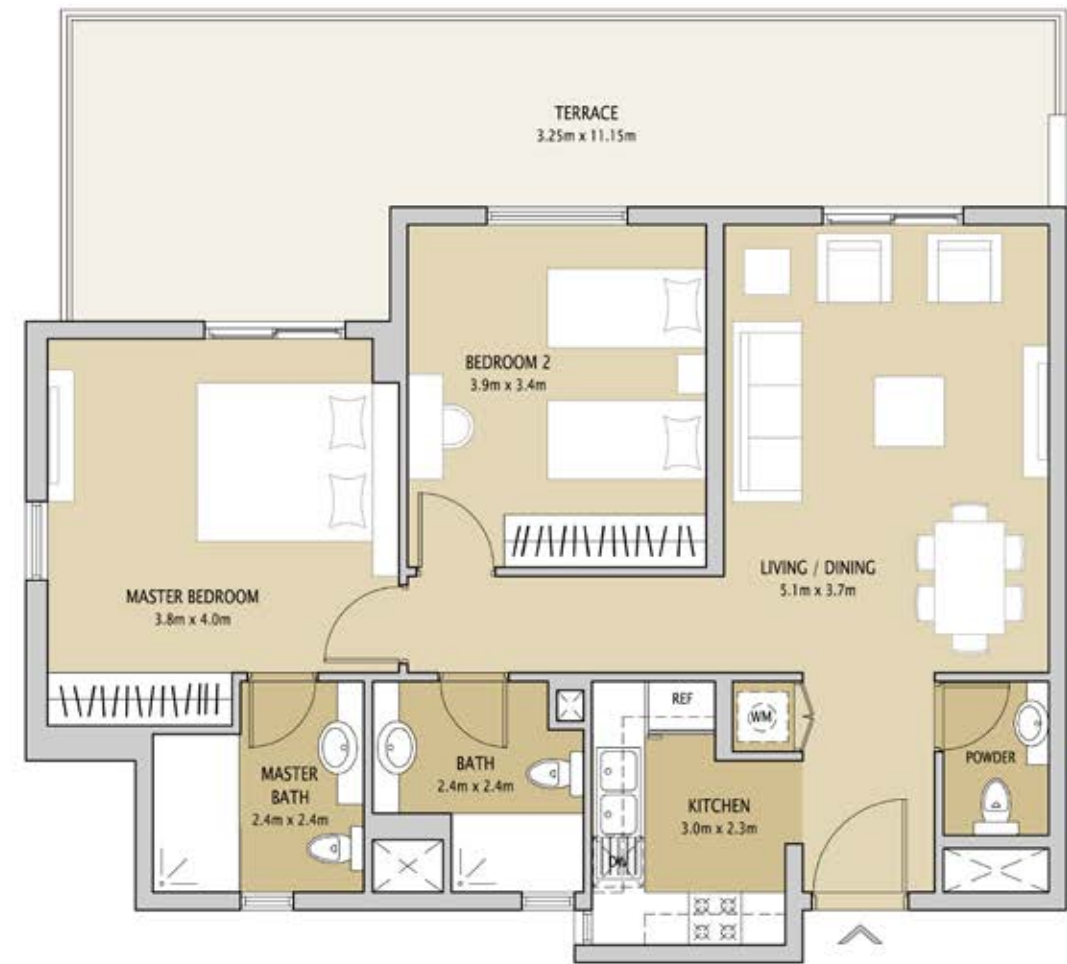 TERRACE
3.25m x 11.15m
BEDROOM 2
3.9m x 3.4m
LIVING / DINING
5.1m x 3.7m
MASTER BEDROOM
3.8m x 4.0m
REF
WM
MASTER
BATH
2.4m x 2.4m
BATH
2.4m x 2.4m
KITCHEN
3.0m x 2.3m
POWDER